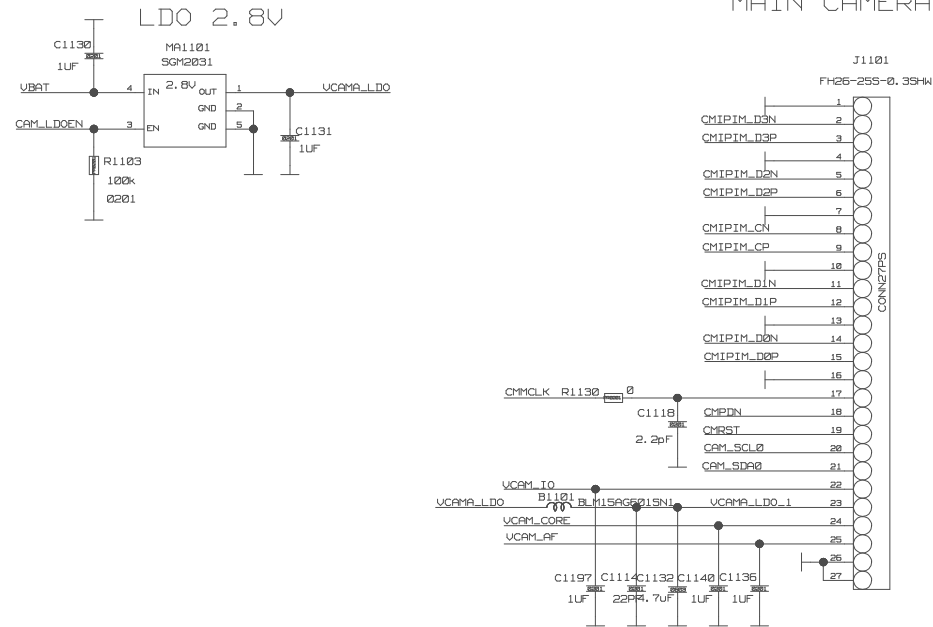 MAIN CAMERA
LDO 2.8V
C1130
1UF
MA1101
SGM2031
VBAT
4
IN
2.8V
OUT
1
VCAMA_LDO
GND
2
CAM_LDOEN
3
EN
GND
5
C1131
1UF
R1103
100k
0201
J1101
FH26-25S-0.3SHW
1
CMIPIM_D3N
2
CMIPIM_D3P
3
4
CMIPIM_D2N
5
CMIPIM_D2P
6
7
CMIPIM_CN
8
CMIPIM_CP
9
10
CMIPIM_D1N
11
CMIPIM_D1P
12
13
CMIPIM_D0N
14
CMIPIM_D0P
15
16
CONN27PS
CMMCLK
R1130
0
17
C1118
2.2pF
CMPDN
18
CMRST
19
CAM_SCL0
20
CAM_SDA0
21
VCAM_IO
22
VCAMA_LDO
B1101
BLM15AG601SN1
VCAMA_LDO_1
23
VCAM_CORE
24
VCAM_AF
25
26
27
C1197
1UF
C1114
22PF
C1132
4.7uF
C1140
1UF
C1136
1UF